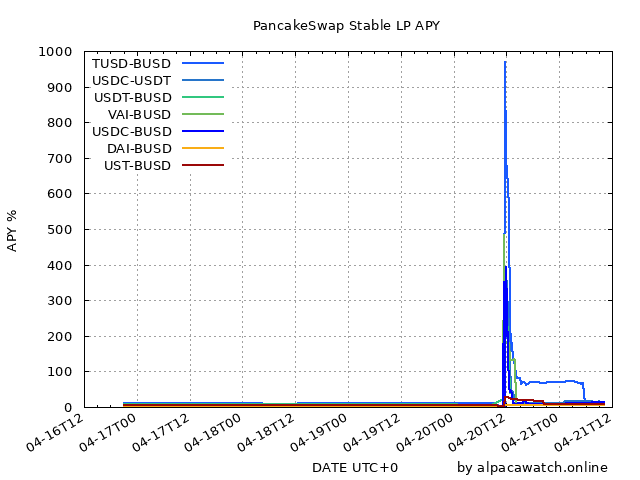 PancakeSwap Stable LP APY
APY %
1000
900
800
700
600
500
400
300
200
100
0
TUSD-BUSD
USDC-USDT
USDT-BUSD
VAI-BUSD
USDC-BUSD
DAI-BUSD
UST-BUSD
04-16T12
04-17T00
04-17T12
04-18T00
04-18T12
04-19T00
04-19T12
04-20T00
04-20T12
04-21T00
04-21T12
DATE UTC+0
by alpacawatch.online